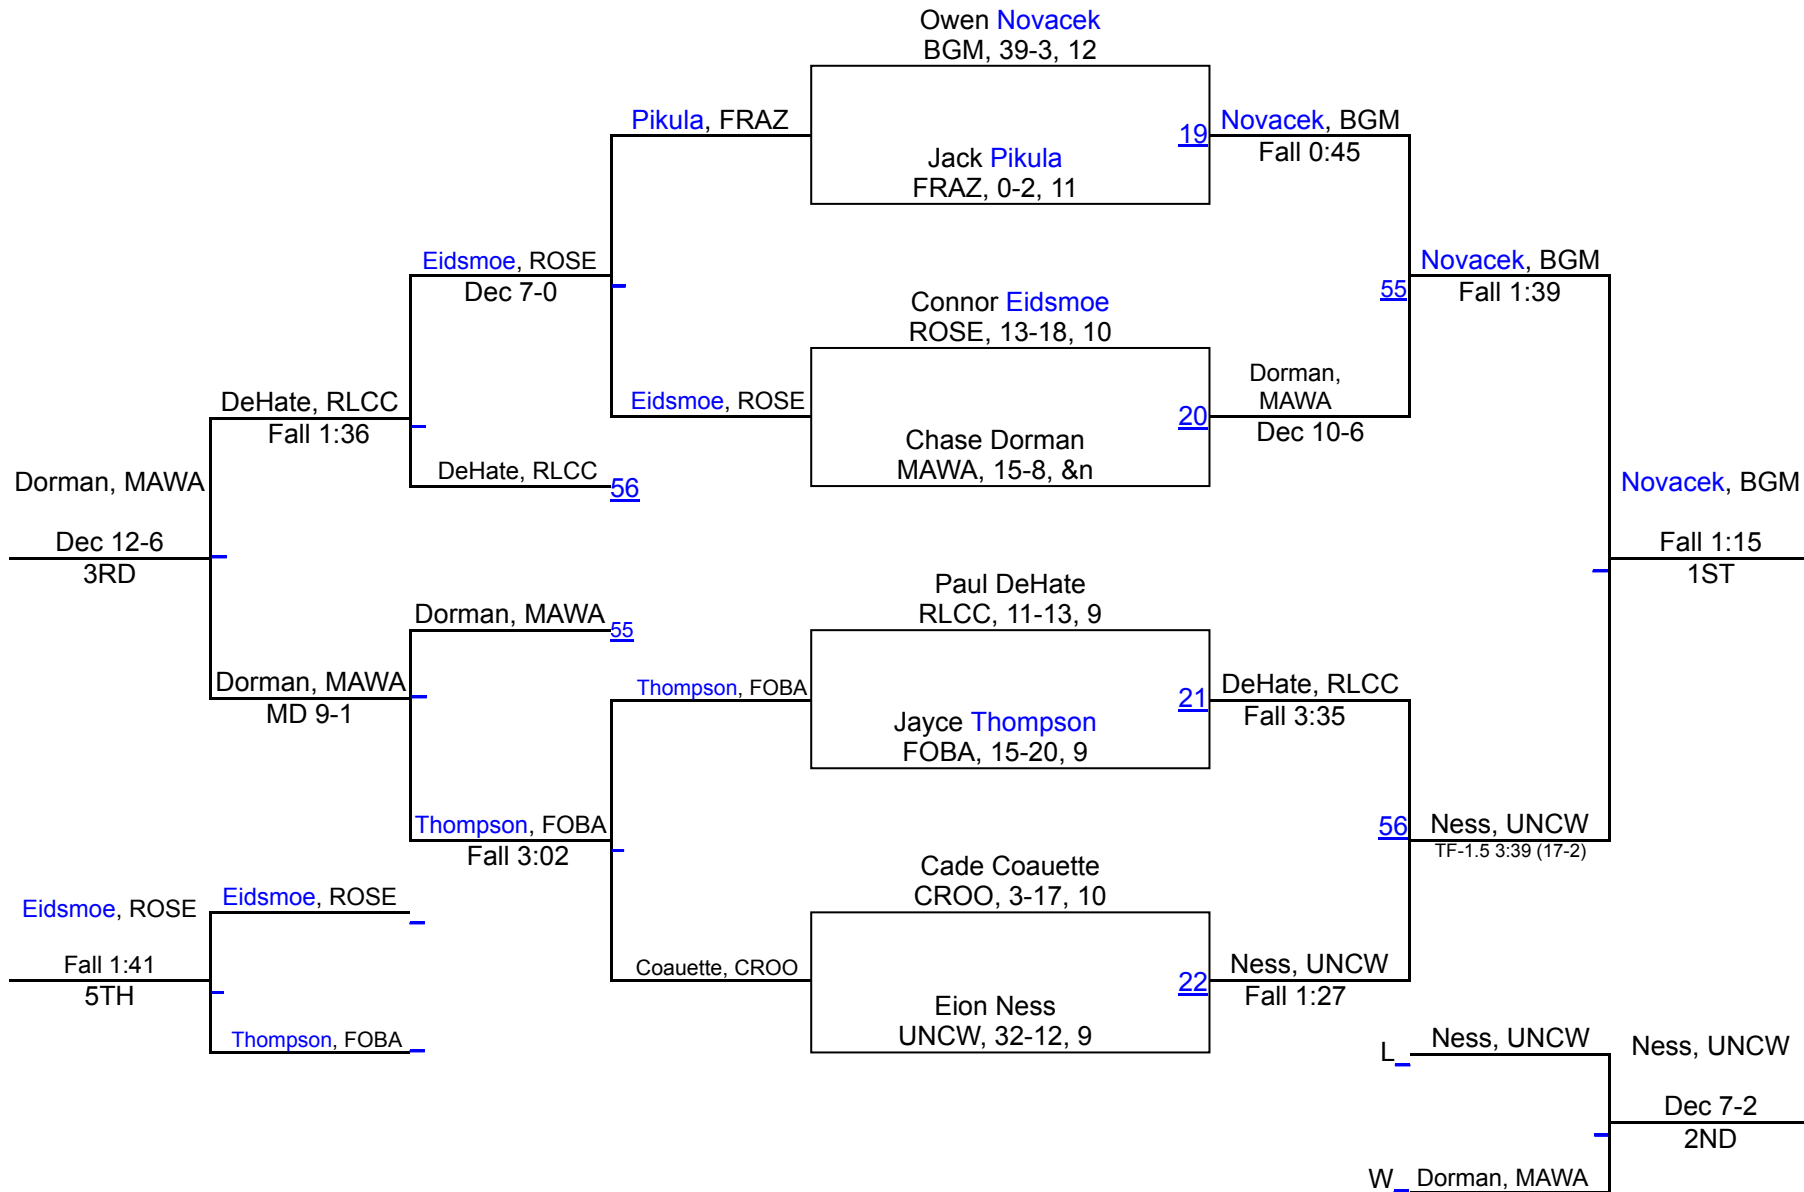 Owen Novacek
BGM, 39-3, 12
Pikula, FRAZ
19
Novacek, BGM
Fall 0:45
Jack Pikula
FRAZ, 0-2, 11
Eidsmoe, ROSE
Dec 7-0
Novacek, BGM
Fall 1:39
55
Connor Eidsmoe
ROSE, 13-18, 10
Dorman,
MAWA
Dec 10-6
DeHate, RLCC
Fall 1:36
Eidsmoe, ROSE
20
Chase Dorman
MAWA, 15-8, &n
DeHate, RLCC
56
Dorman, MAWA
Dec 12-6
3RD
Novacek, BGM
Fall 1:15
1ST
Paul DeHate
RLCC, 11-13, 9
Dorman, MAWA
55
Dorman, MAWA
MD 9-1
Thompson, FOBA
21
DeHate, RLCC
Fall 3:35
Jayce Thompson
FOBA, 15-20, 9
Thompson, FOBA
Fall 3:02
56
Ness, UNCW
TF-1.5 3:39 (17-2)
Cade Coauette
CROO, 3-17, 10
Eidsmoe, ROSE
Eidsmoe, ROSE
Fall 1:41
5TH
Coauette, CROO
22
Ness, UNCW
Fall 1:27
Eion Ness
UNCW, 32-12, 9
Thompson, FOBA
L
Ness, UNCW
Ness, UNCW
Dec 7-2
2ND
W
Dorman, MAWA